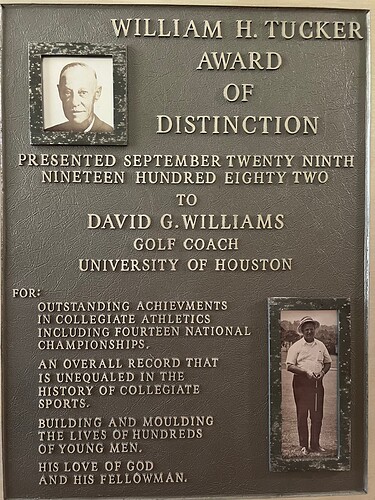 WILLIAM H. TUCKER
AWARD
OF
DISTINCTION
PRESENTED SEPTEMBER TWENTY NINTH
NINETEEN HUNDRED EIGHTY TWO
TO
DAVID G. WILLIAMS
GOLF COACH
UNIVERSITY OF HOUSTON
FOR:
OUTSTANDING ACHIEVMENTS
IN COLLEGIATE ATHLETICS
INCLUDING FOURTEEN NATIONAL
CHAMPIONSHIPS.
AN OVERALL RECORD THAT
IS UNEQUALED IN THE
HISTORY OF COLLEGIATE
SPORTS.
BUILDING AND MOULDING
THE LIVES OF HUNDREDS
OF YOUNG MEN.
HIS LOVE OF GOD
AND HIS FELLOWMAN.